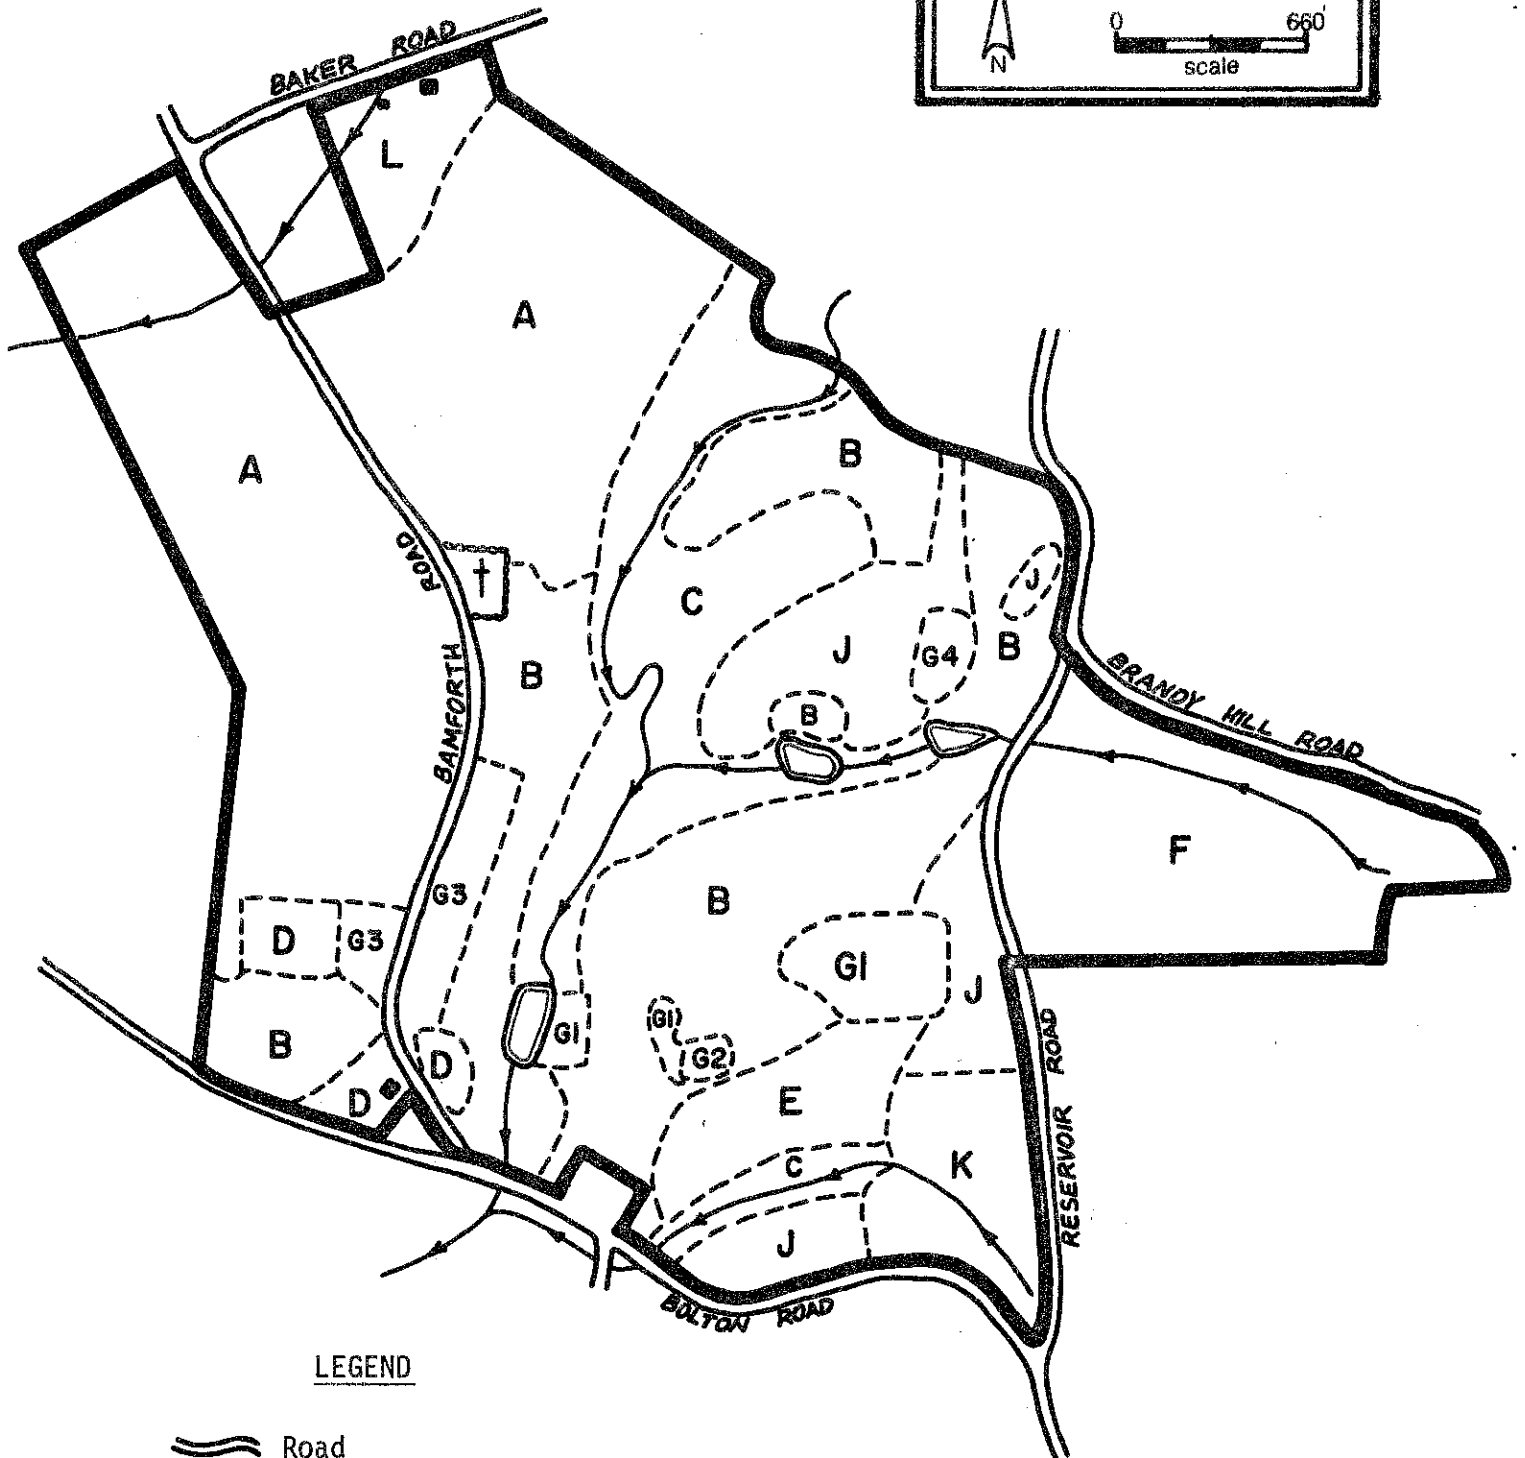 0 660'
N
scale
BAKER ROAD
L
A
A
B
ROAD
†
J
C
B
J
G4
B
BRANDY HILL ROAD
BAMFORTH
B
F
G3
B
D
G3
G1
J
G1
G1
G2
ROAD
B
D
D
E
C
K
RESERVOIR
J
BOLTON ROAD
LEGEND
Road